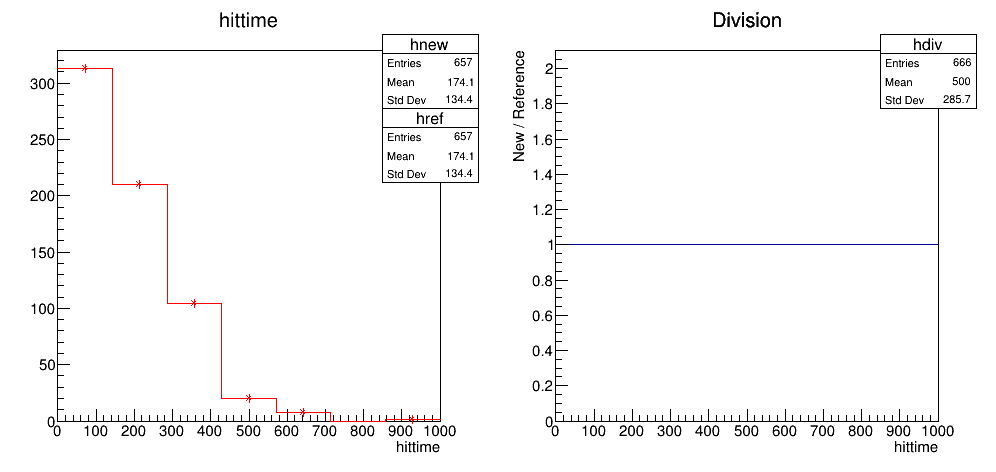 hittime
hnew
Entries 657
Mean 174.1
Std Dev 134.4
href
Entries 657
Mean 174.1
Std Dev 134.4
300
250
200
150
100
50
0
0 100 200 300 400 500 600 700 800 900 1000
hittime
Division
hdiv
Entries 666
Mean 500
Std Dev 285.7
New / Reference
2
1.8
1.6
1.4
1.2
1
0.8
0.6
0.4
0.2
0
0 100 200 300 400 500 600 700 800 900 1000
hittime